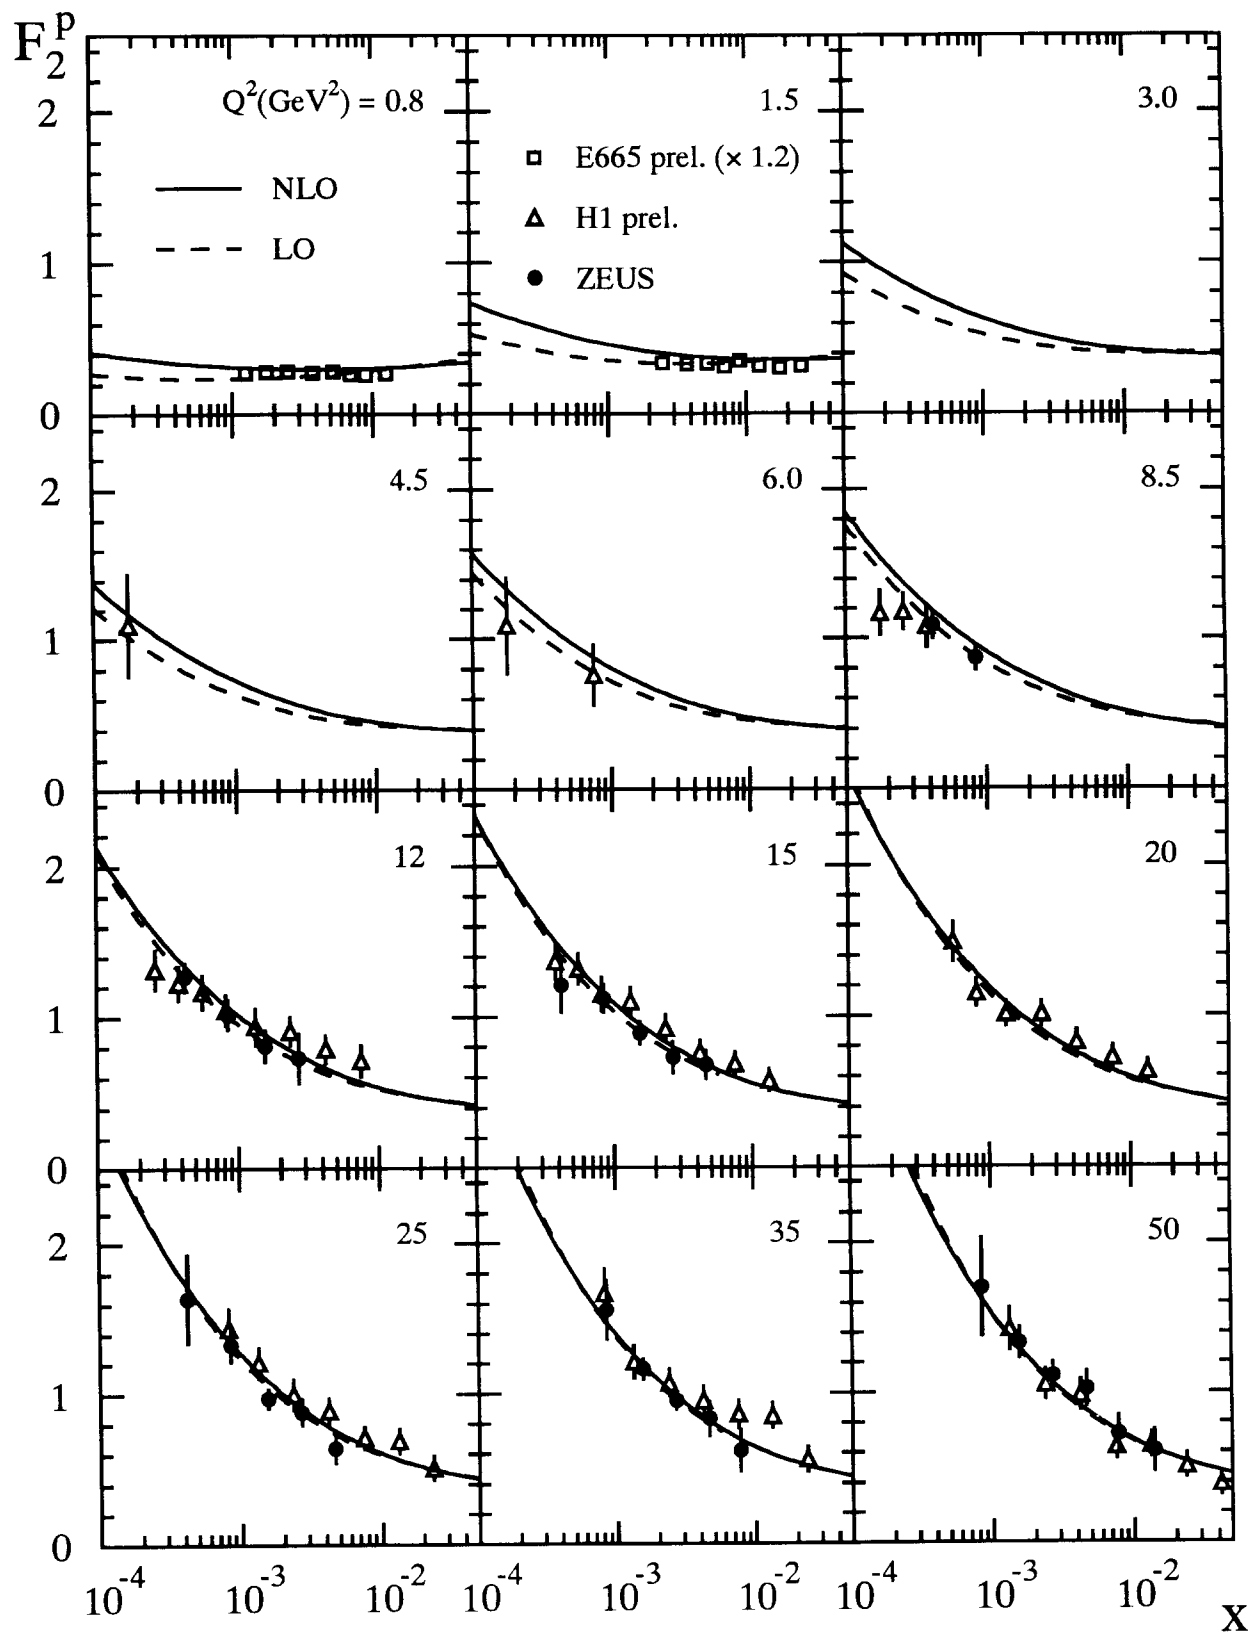 F₂ᵖ
Q²(GeV²) = 0.8
1.5
3.0
NLO
LO
E665 prel. (× 1.2)
H1 prel.
ZEUS
2
1
0
4.5
6.0
8.5
2
1
0
12
15
20
2
1
0
25
35
50
2
1
0
10⁻⁴ 10⁻³ 10⁻² 10⁻⁴ 10⁻³ 10⁻² 10⁻⁴ 10⁻³ 10⁻²
x